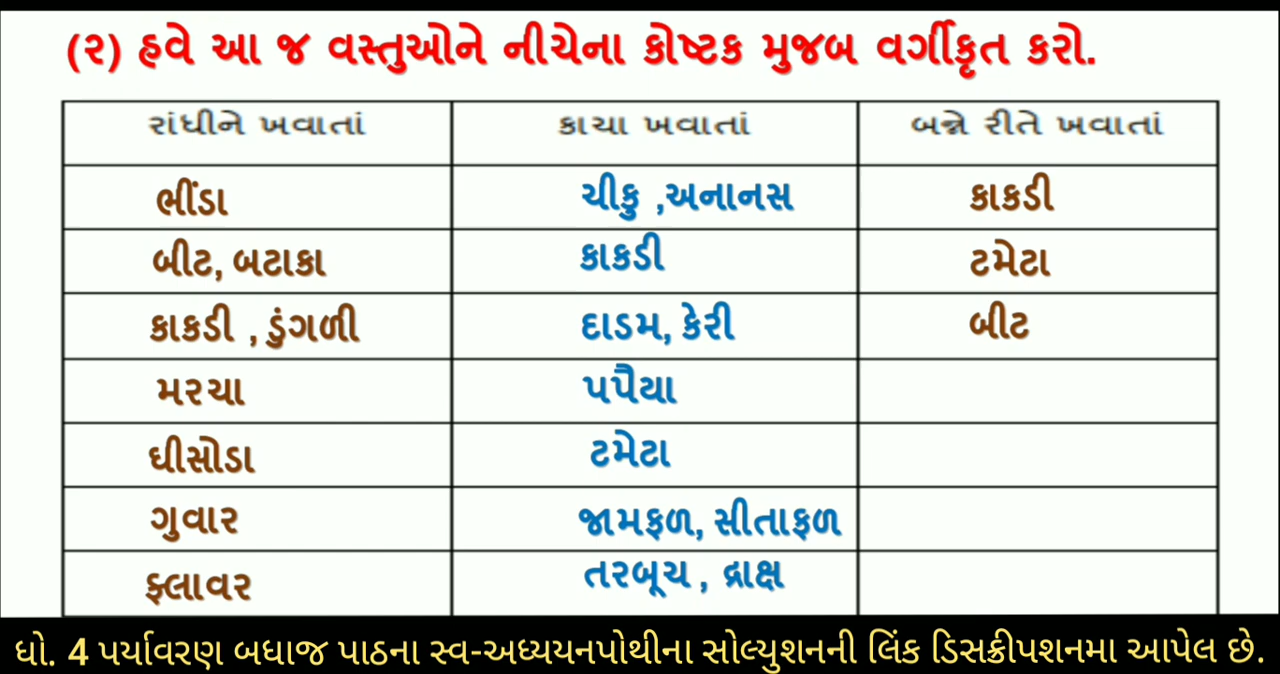 (૨) હવે આ જ વસ્તુઓને નીચેના કોષ્ટક મુજબ વર્ગીકૃત કરો.
રાંધીને ખવાતાં કાચા ખવાતાં બન્ને રીતે ખવાતાં
ભીંડા ચીકુ ,અનાનસ કાકડી
બીટ, બટાકા કાકડી ટમેટા
કાકડી , ડુંગળી દાડમ, કેરી બીટ
મરચા પપૈયા
ઘીસોડા ટમેટા
ગુવાર જામફળ, સીતાફળ
ફ્લાવર તરબૂચ , દ્રાક્ષ
ધો. 4 પર્યાવરણ બધાજ પાઠના સ્વ-અધ્યયનપોથીના સોલ્યુશનની લિંક ડિસક્રીપશનમા આપેલ છે.